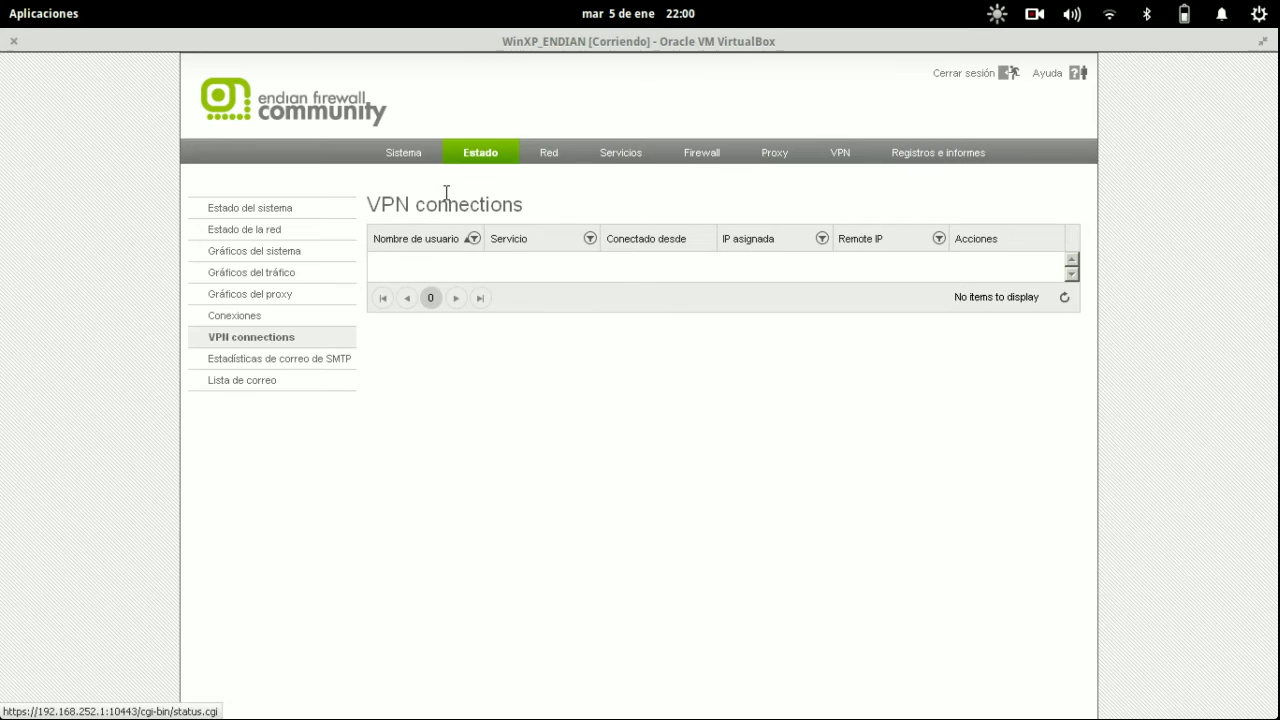 Aplicaciones
mar 5 de ene 22:00
WinXP_ENDIAN [Corriendo] - Oracle VM VirtualBox
Cerrar sesión
Ayuda
endian firewall
community
Sistema Estado Red Servicios Firewall Proxy VPN Registros e informes
VPN connections
Estado del sistema
Estado de la red
Gráficos del sistema
Gráficos del tráfico
Gráficos del proxy
Conexiones
VPN connections
Estadísticas de correo de SMTP
Lista de correo
Nombre de usuario Servicio Conectado desde IP asignada Remote IP Acciones
0
No items to display
https://192.168.252.1:10443/cgi-bin/status.cgi